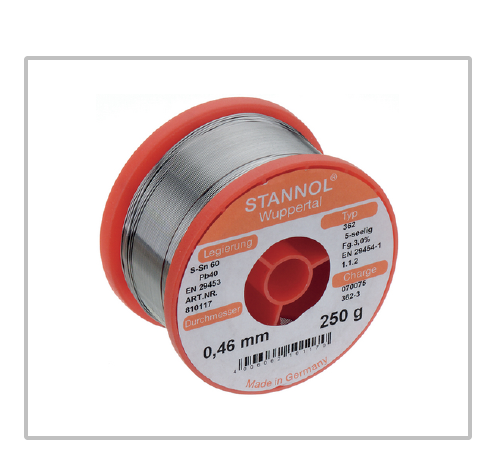 STANNOL®
Wuppertal
Legierung
S-Sn 60
Pb40
EN 29453
ART.NR.
810117
Durchmesser
0,46 mm
Typ
362
5-seelig
Fg.3,0%
EN 29454-1
1.1.2
Charge
070075
362-3
250 g
Made in Germany